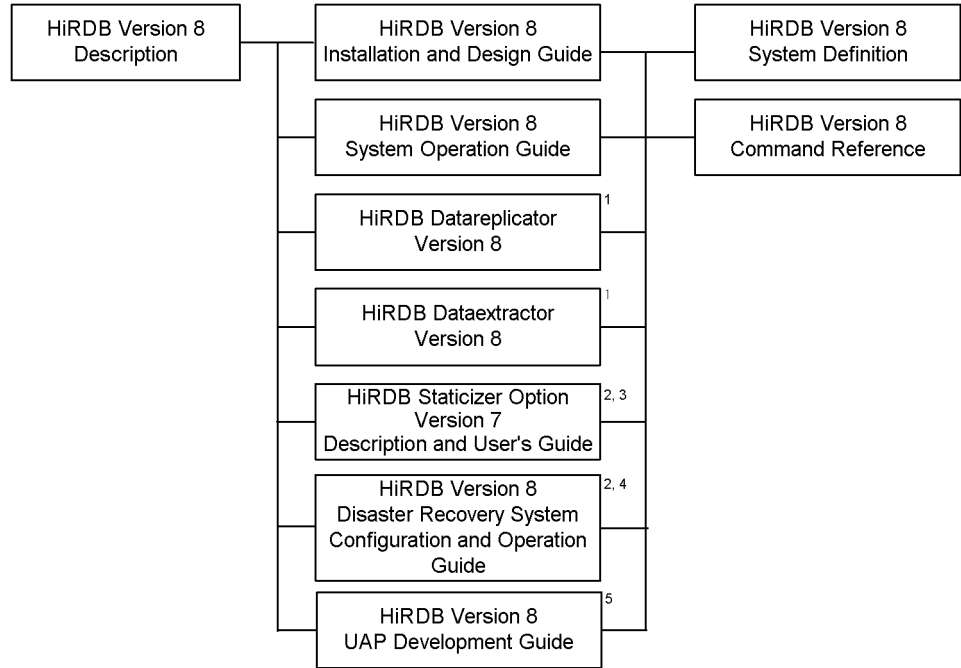 HiRDB Version 8
Description
HiRDB Version 8
Installation and Design Guide
HiRDB Version 8
System Definition
HiRDB Version 8
System Operation Guide
HiRDB Version 8
Command Reference
HiRDB Datareplicator
Version 8
1
HiRDB Dataextractor
Version 8
1
HiRDB Staticizer Option
Version 7
Description and User's Guide
2, 3
HiRDB Version 8
Disaster Recovery System
Configuration and Operation
Guide
2, 4
HiRDB Version 8
UAP Development Guide
5